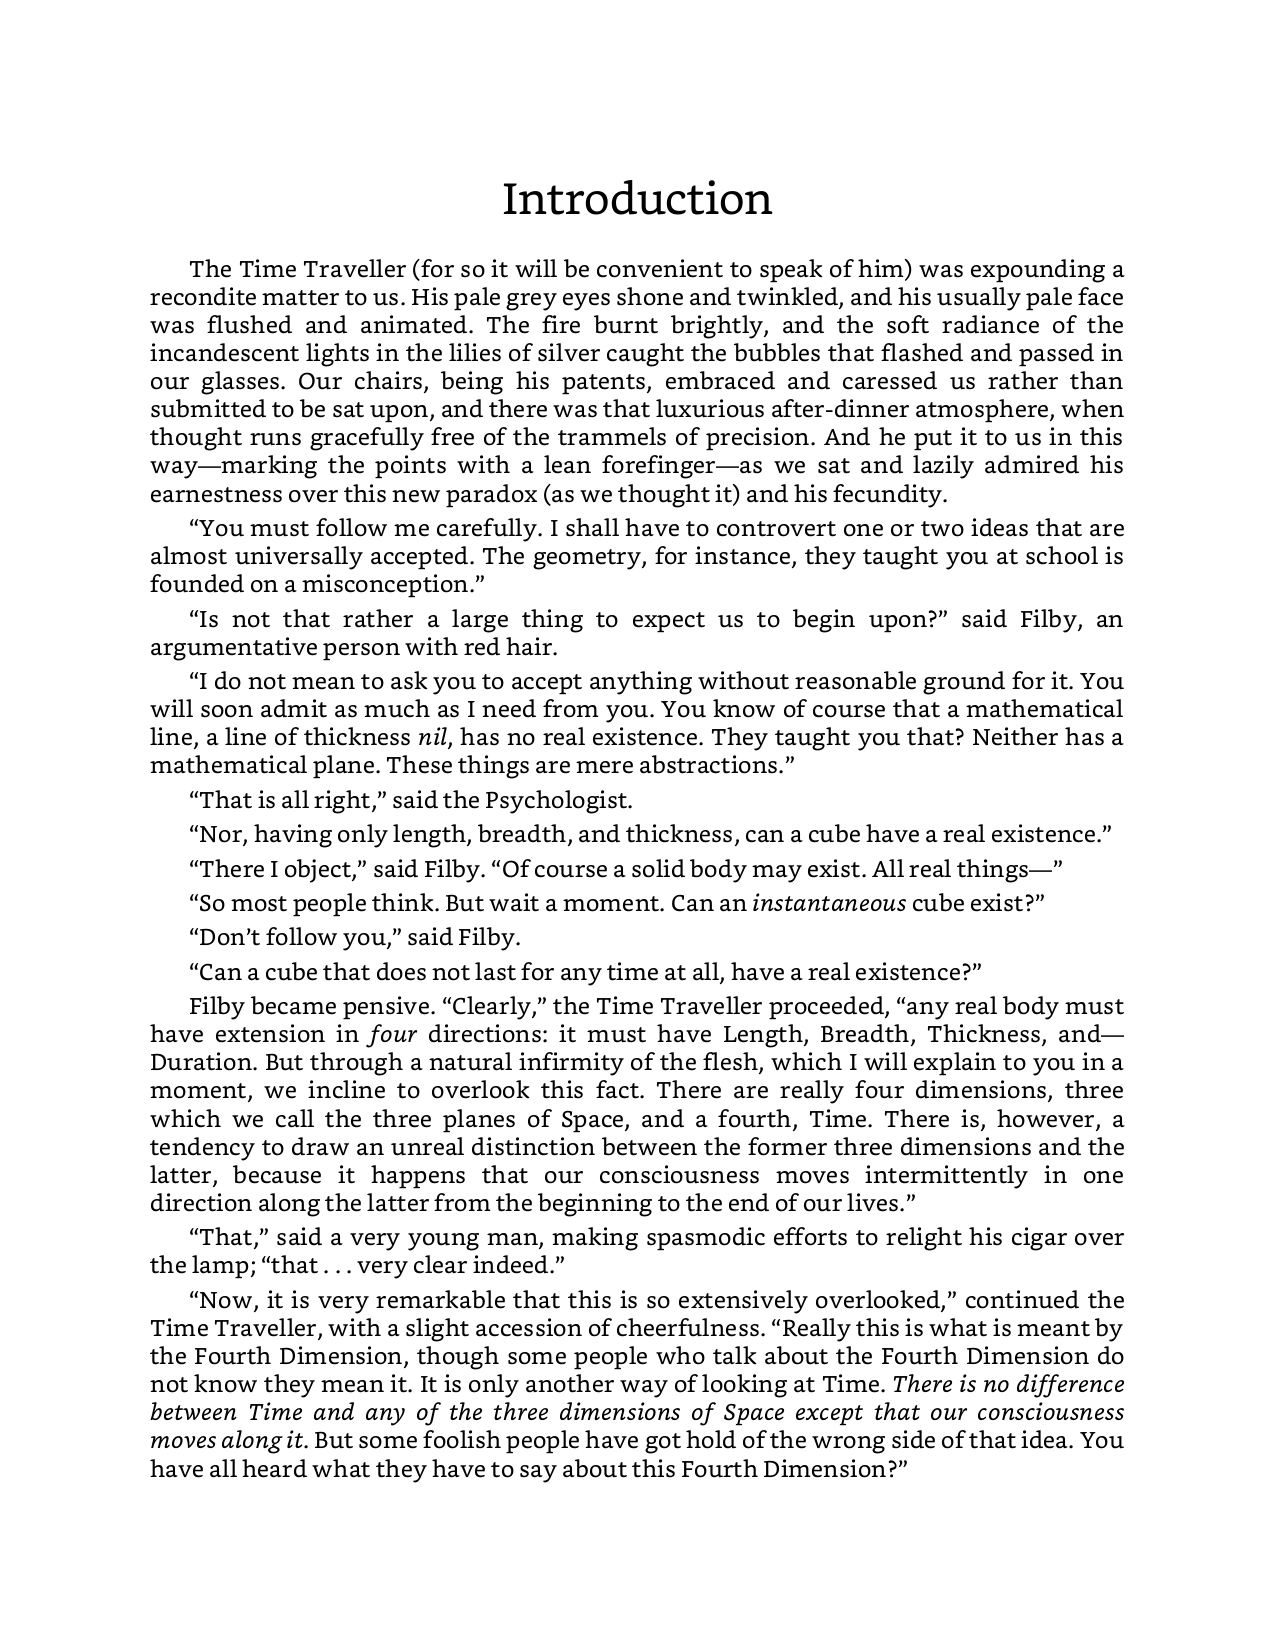 Introduction
The Time Traveller (for so it will be convenient to speak of him) was expounding a
recondite matter to us. His pale grey eyes shone and twinkled, and his usually pale face
was flushed and animated. The fire burnt brightly, and the soft radiance of the
incandescent lights in the lilies of silver caught the bubbles that flashed and passed in
our glasses. Our chairs, being his patents, embraced and caressed us rather than
submitted to be sat upon, and there was that luxurious after-dinner atmosphere, when
thought runs gracefully free of the trammels of precision. And he put it to us in this
way—marking the points with a lean forefinger—as we sat and lazily admired his
earnestness over this new paradox (as we thought it) and his fecundity.
“You must follow me carefully. I shall have to controvert one or two ideas that are
almost universally accepted. The geometry, for instance, they taught you at school is
founded on a misconception.”
“Is not that rather a large thing to expect us to begin upon?” said Filby, an
argumentative person with red hair.
“I do not mean to ask you to accept anything without reasonable ground for it. You
will soon admit as much as I need from you. You know of course that a mathematical
line, a line of thickness nil, has no real existence. They taught you that? Neither has a
mathematical plane. These things are mere abstractions.”
“That is all right,” said the Psychologist.
“Nor, having only length, breadth, and thickness, can a cube have a real existence.”
“There I object,” said Filby. “Of course a solid body may exist. All real things—”
“So most people think. But wait a moment. Can an instantaneous cube exist?”
“Don’t follow you,” said Filby.
“Can a cube that does not last for any time at all, have a real existence?”
Filby became pensive. “Clearly,” the Time Traveller proceeded, “any real body must
have extension in four directions: it must have Length, Breadth, Thickness, and—
Duration. But through a natural infirmity of the flesh, which I will explain to you in a
moment, we incline to overlook this fact. There are really four dimensions, three
which we call the three planes of Space, and a fourth, Time. There is, however, a
tendency to draw an unreal distinction between the former three dimensions and the
latter, because it happens that our consciousness moves intermittently in one
direction along the latter from the beginning to the end of our lives.”
“That,” said a very young man, making spasmodic efforts to relight his cigar over
the lamp; “that . . . very clear indeed.”
“Now, it is very remarkable that this is so extensively overlooked,” continued the
Time Traveller, with a slight accession of cheerfulness. “Really this is what is meant by
the Fourth Dimension, though some people who talk about the Fourth Dimension do
not know they mean it. It is only another way of looking at Time. There is no difference
between Time and any of the three dimensions of Space except that our consciousness
moves along it. But some foolish people have got hold of the wrong side of that idea. You
have all heard what they have to say about this Fourth Dimension?”